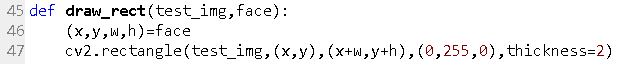 45 def draw_rect(test_img,face):
46     (x,y,w,h)=face
47     cv2.rectangle(test_img,(x,y),(x+w,y+h),(0,255,0),thickness=2)